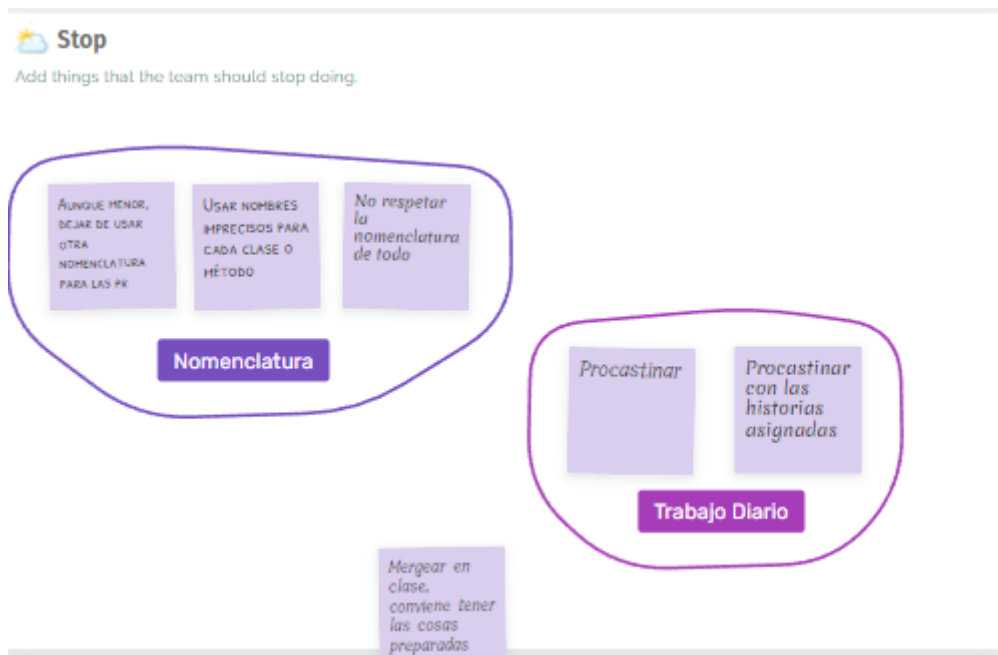 Stop
Add things that the team should stop doing.
Aunque menor,
dejar de usar
otra
nomenclatura
para las PR
Usar nombres
imprecisos para
cada clase o
método
No respetar
la
nomenclatura
de todo
Nomenclatura
Procastinar
Procastinar
con las
historias
asignadas
Trabajo Diario
Mergear en
clase,
conviene tener
las cosas
preparadas